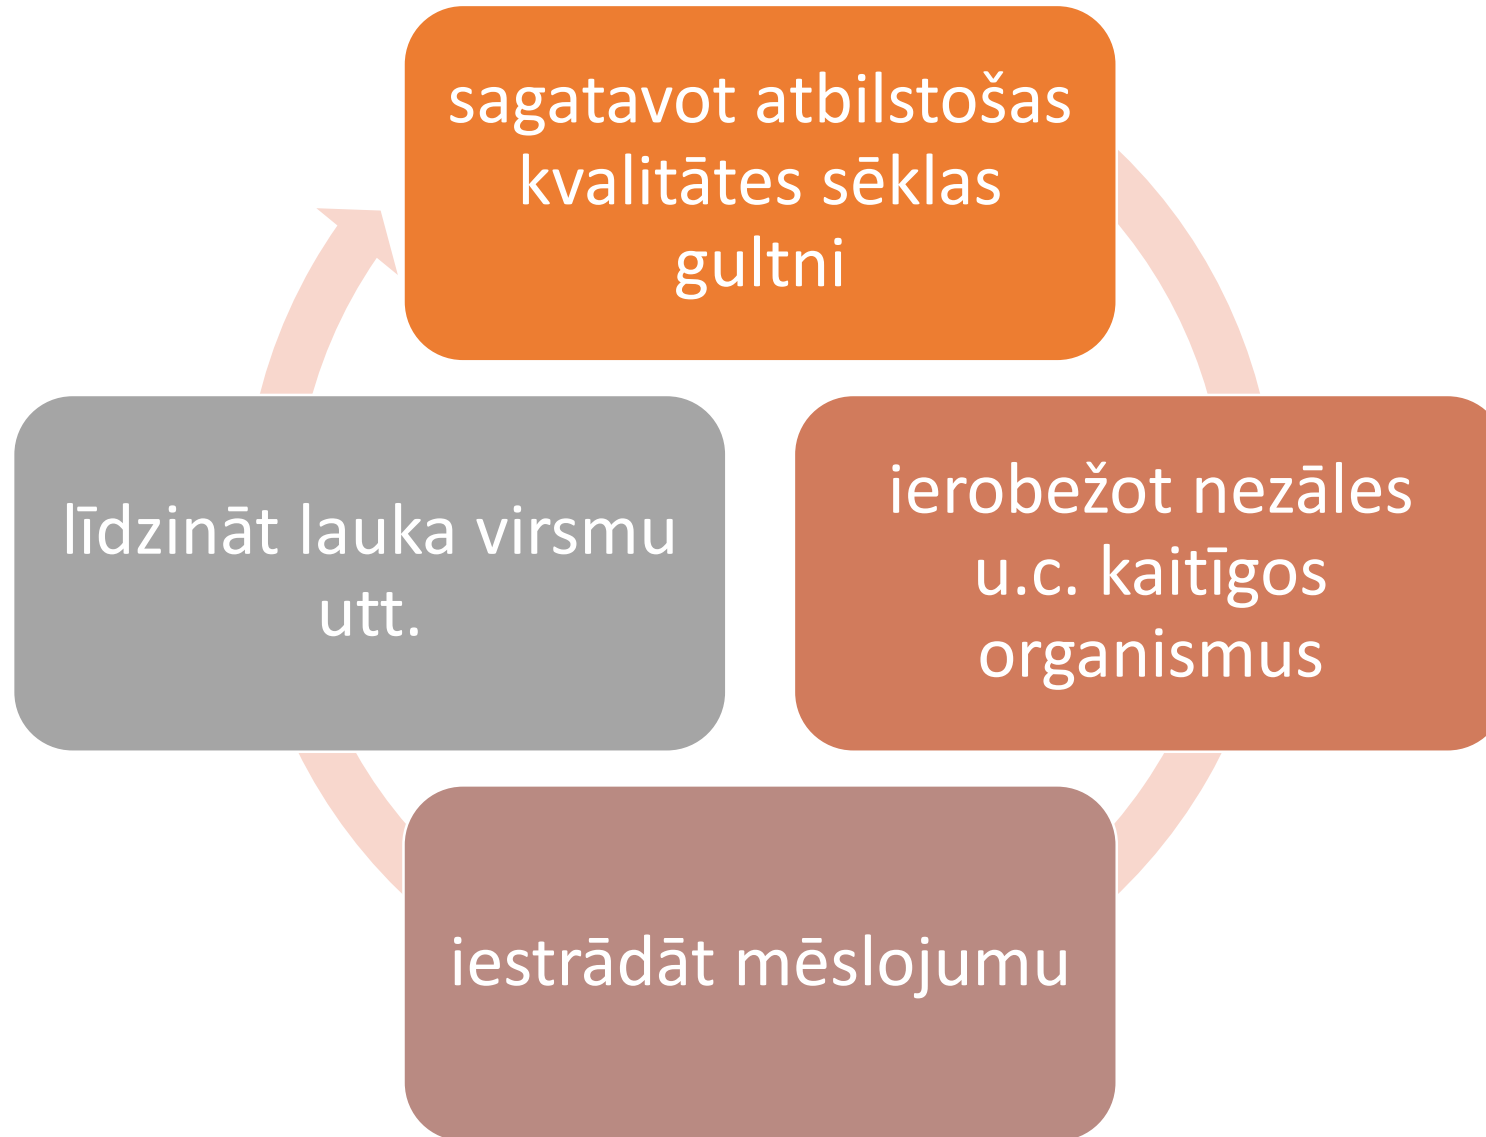 sagatavot atbilstošas
kvalitātes sēklas
gultni
ierobežot nezāles
u.c. kaitīgos
organismus
iestrādāt mēslojumu
līdzināt lauka virsmu
utt.